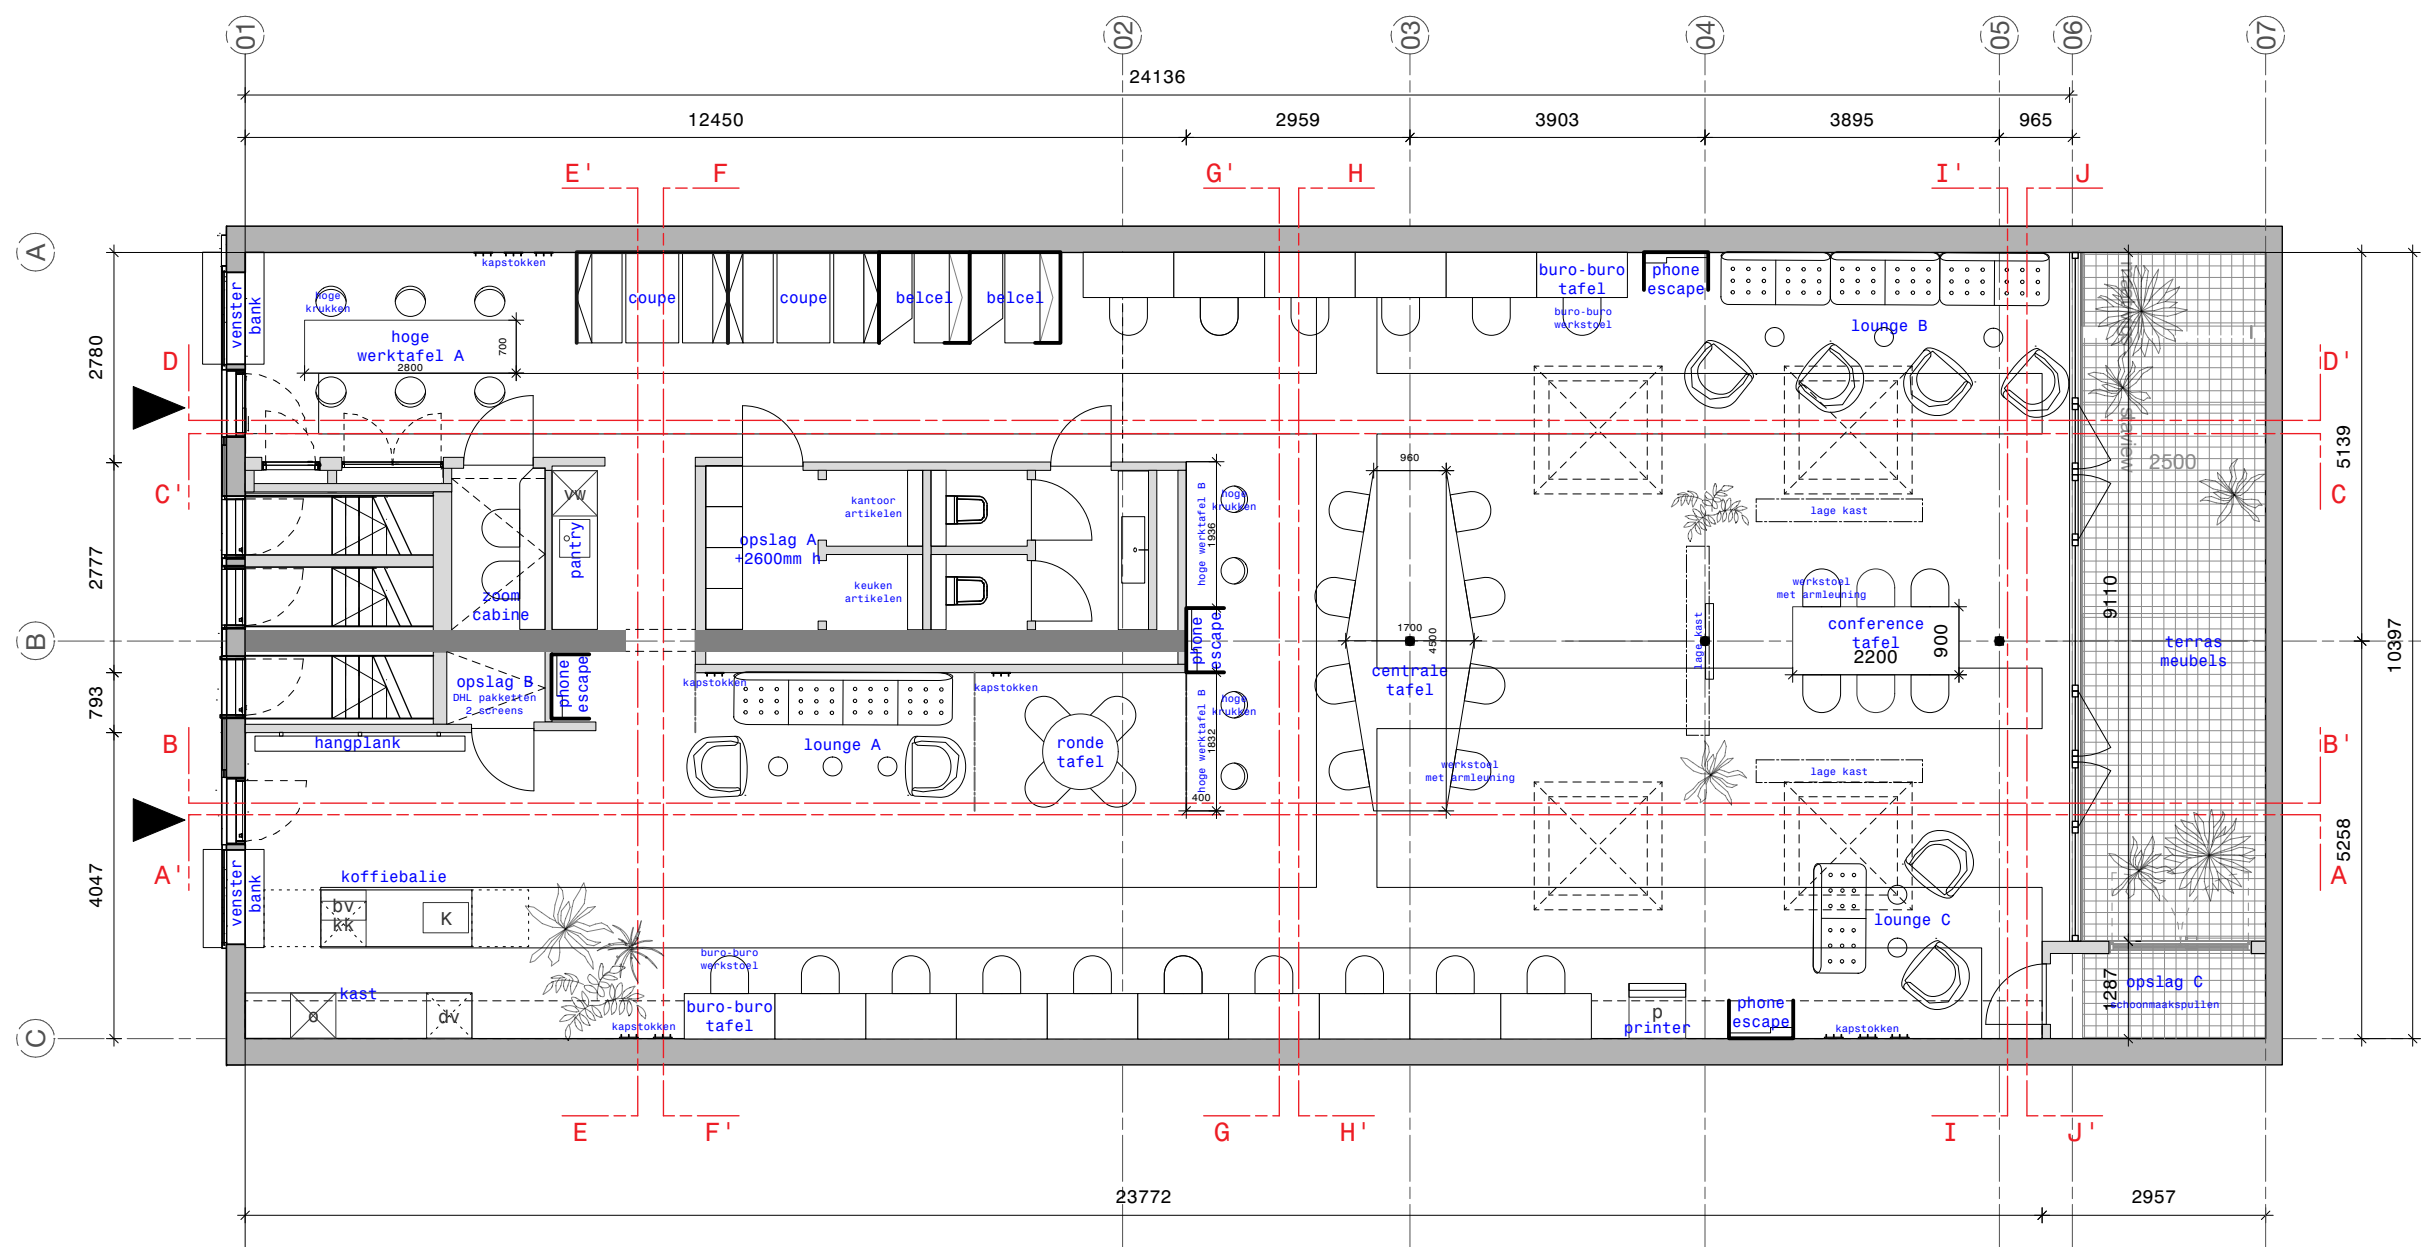 01
02
03
04
05
06
07
24136
12450
2959
3903
3895
965
E'
F
G'
H
I'
J
A
kapstokken
venster
bank
hoge
krukken
hoge
werktafel A
700
2800
coupe
coupe
belcel
belcel
buro-buro
tafel
buro-buro
werkstoel
phone
escape
lounge B
2780
D
D'
C'
C
5139
2500
960
vw
pantry
zoom
cabine
kantoor
artikelen
opslag A
+2600mm h
keuken
artikelen
hoge werktafel B
1936
hoge
krukken
lage kast
2777
B
werkstoel
met armleuning
conference
tafel
2200
900
9110
terras
meubels
10397
1700
4500
centrale
tafel
lage kast
phone
escape
793
opslag B
DHL pakketten
2 screens
phone
escape
kapstokken
kapstokken
hoge
krukken
hoge werktafel B
1832
400
B
B'
hangplank
lounge A
ronde
tafel
werkstoel
met armleuning
lage kast
A'
A
5258
4047
venster
bank
koffiebalie
bv
kk
K
lounge C
buro-buro
werkstoel
kast
o
dv
kapstokken
buro-buro
tafel
p
printer
phone
escape
kapstokken
opslag C
schoonmaakspullen
1287
C
E
F'
G
H'
I
J'
23772
2957